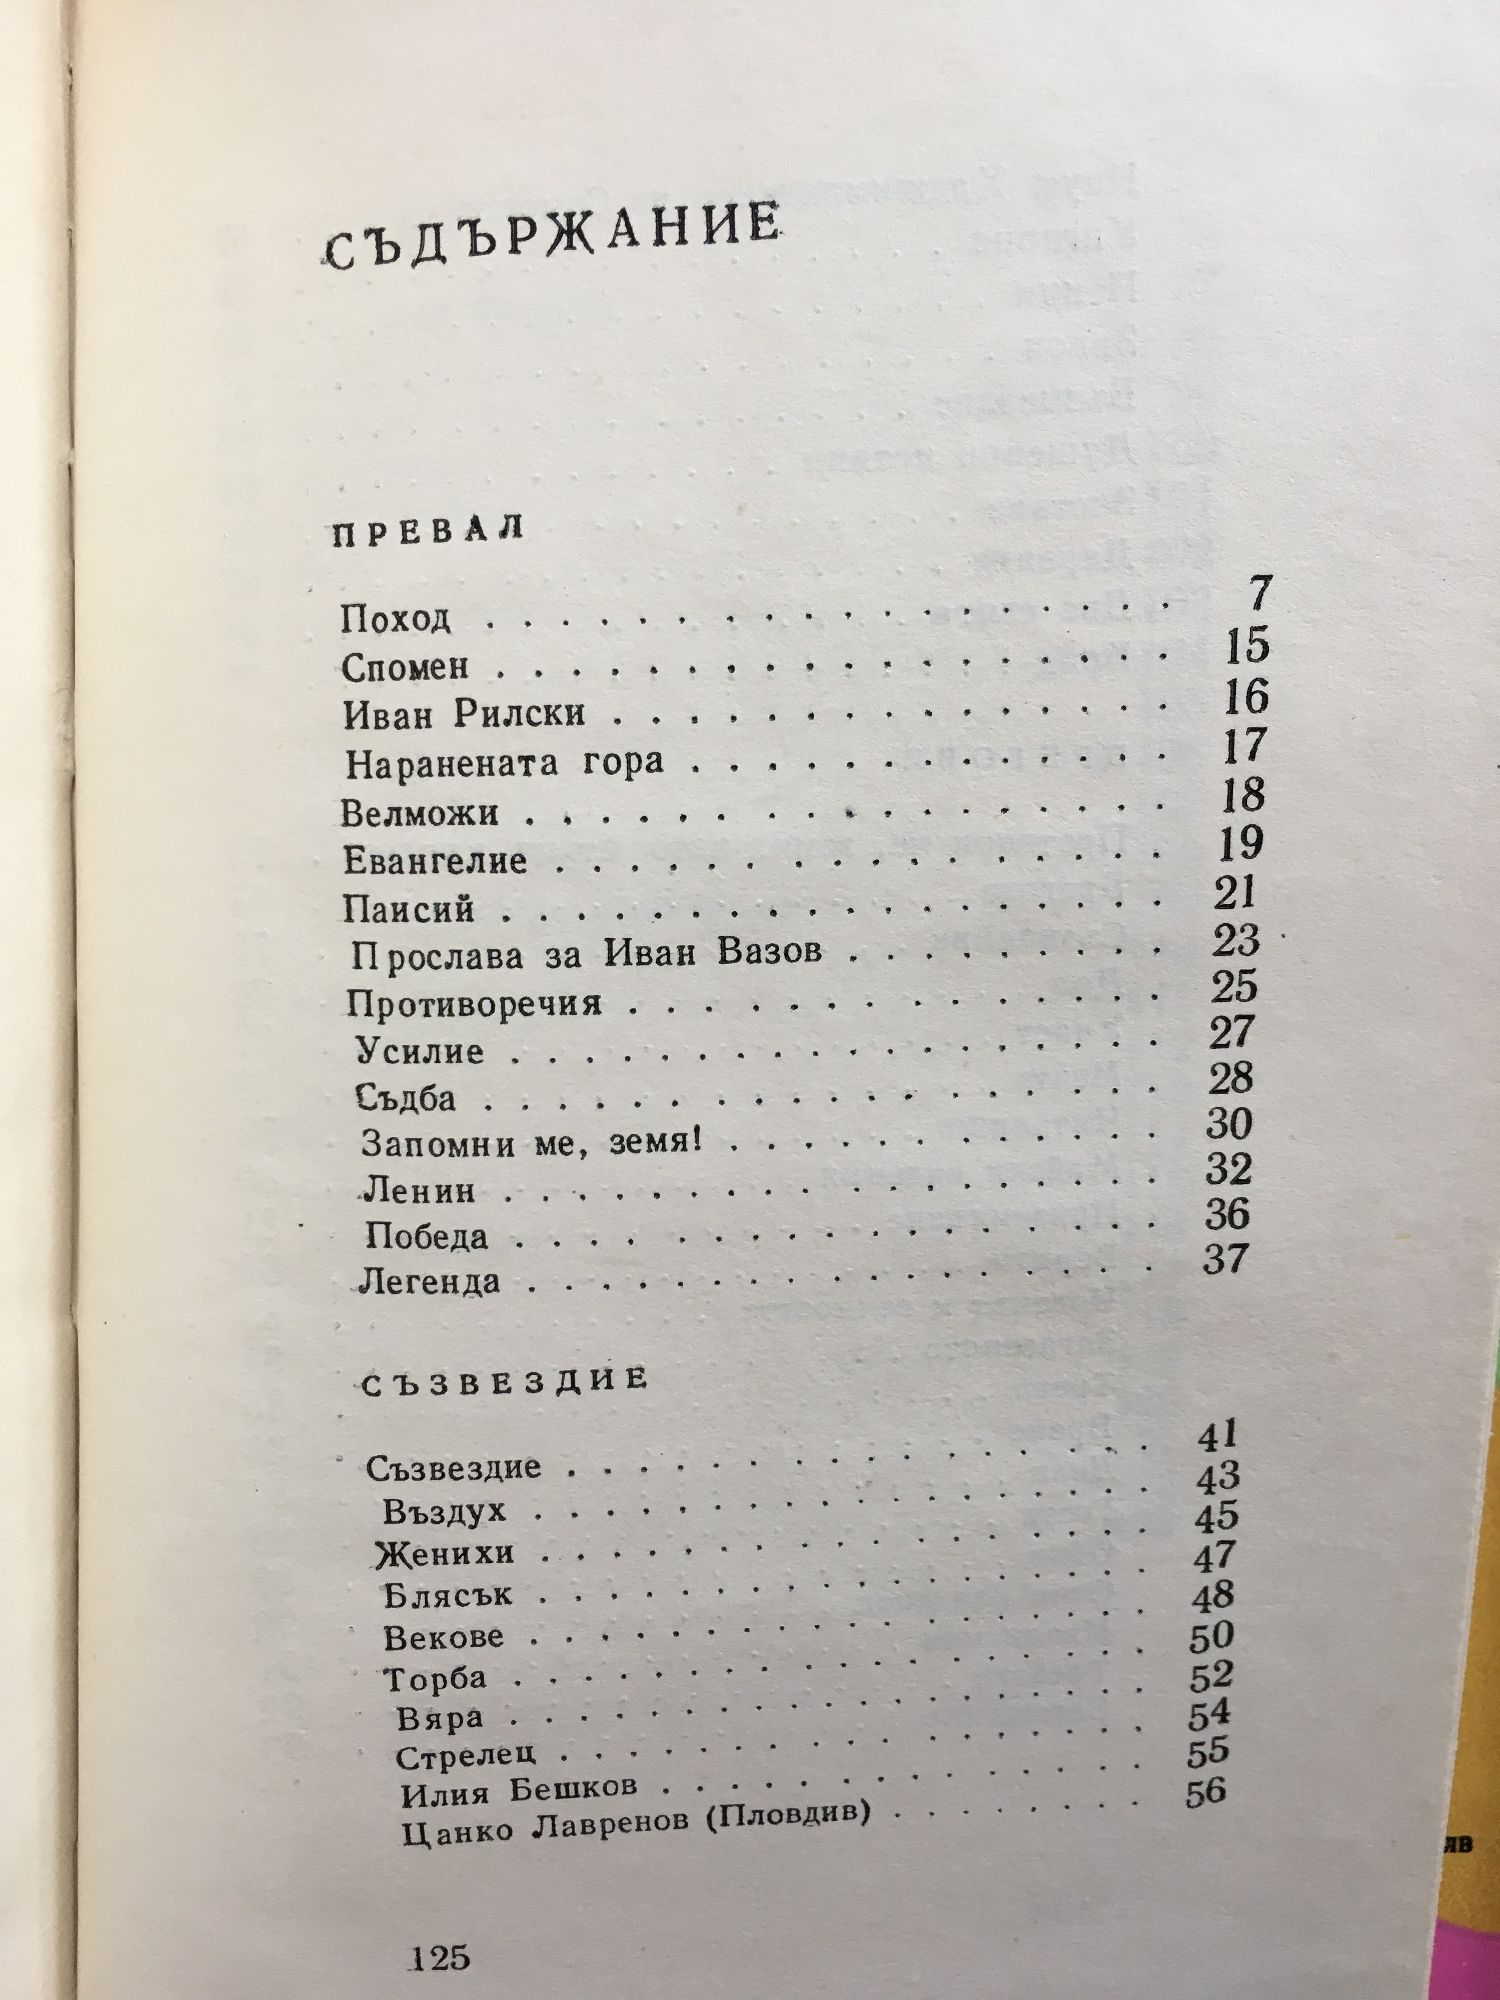 СЪДЪРЖАНИЕ
ПРЕВАЛ
Поход . . . . . . . . . . . . . . . . . . 7
Спомен . . . . . . . . . . . . . . . . . . 15
Иван Рилски . . . . . . . . . . . . . . . 16
Наранената гора . . . . . . . . . . . . . 17
Велможи . . . . . . . . . . . . . . . . . 18
Евангелие . . . . . . . . . . . . . . . . 19
Паисий . . . . . . . . . . . . . . . . . . 21
Прослава за Иван Вазов . . . . . . . . . 23
Противоречия . . . . . . . . . . . . . . 25
Усилие . . . . . . . . . . . . . . . . . . 27
Съдба . . . . . . . . . . . . . . . . . . 28
Запомни ме, земя! . . . . . . . . . . . . 30
Ленин . . . . . . . . . . . . . . . . . . 32
Победа . . . . . . . . . . . . . . . . . 36
Легенда . . . . . . . . . . . . . . . . . 37
СЪЗВЕЗДИЕ
Съзвездие . . . . . . . . . . . . . . . . 41
Въздух . . . . . . . . . . . . . . . . . 43
Женихи . . . . . . . . . . . . . . . . . 45
Блясък . . . . . . . . . . . . . . . . . 47
Векове . . . . . . . . . . . . . . . . . 48
Торба . . . . . . . . . . . . . . . . . . 50
Вяра . . . . . . . . . . . . . . . . . . 52
Стрелец . . . . . . . . . . . . . . . . . 54
Илия Бешков . . . . . . . . . . . . . . 55
Цанко Лавренов (Пловдив) . . . . . . . . 56
125